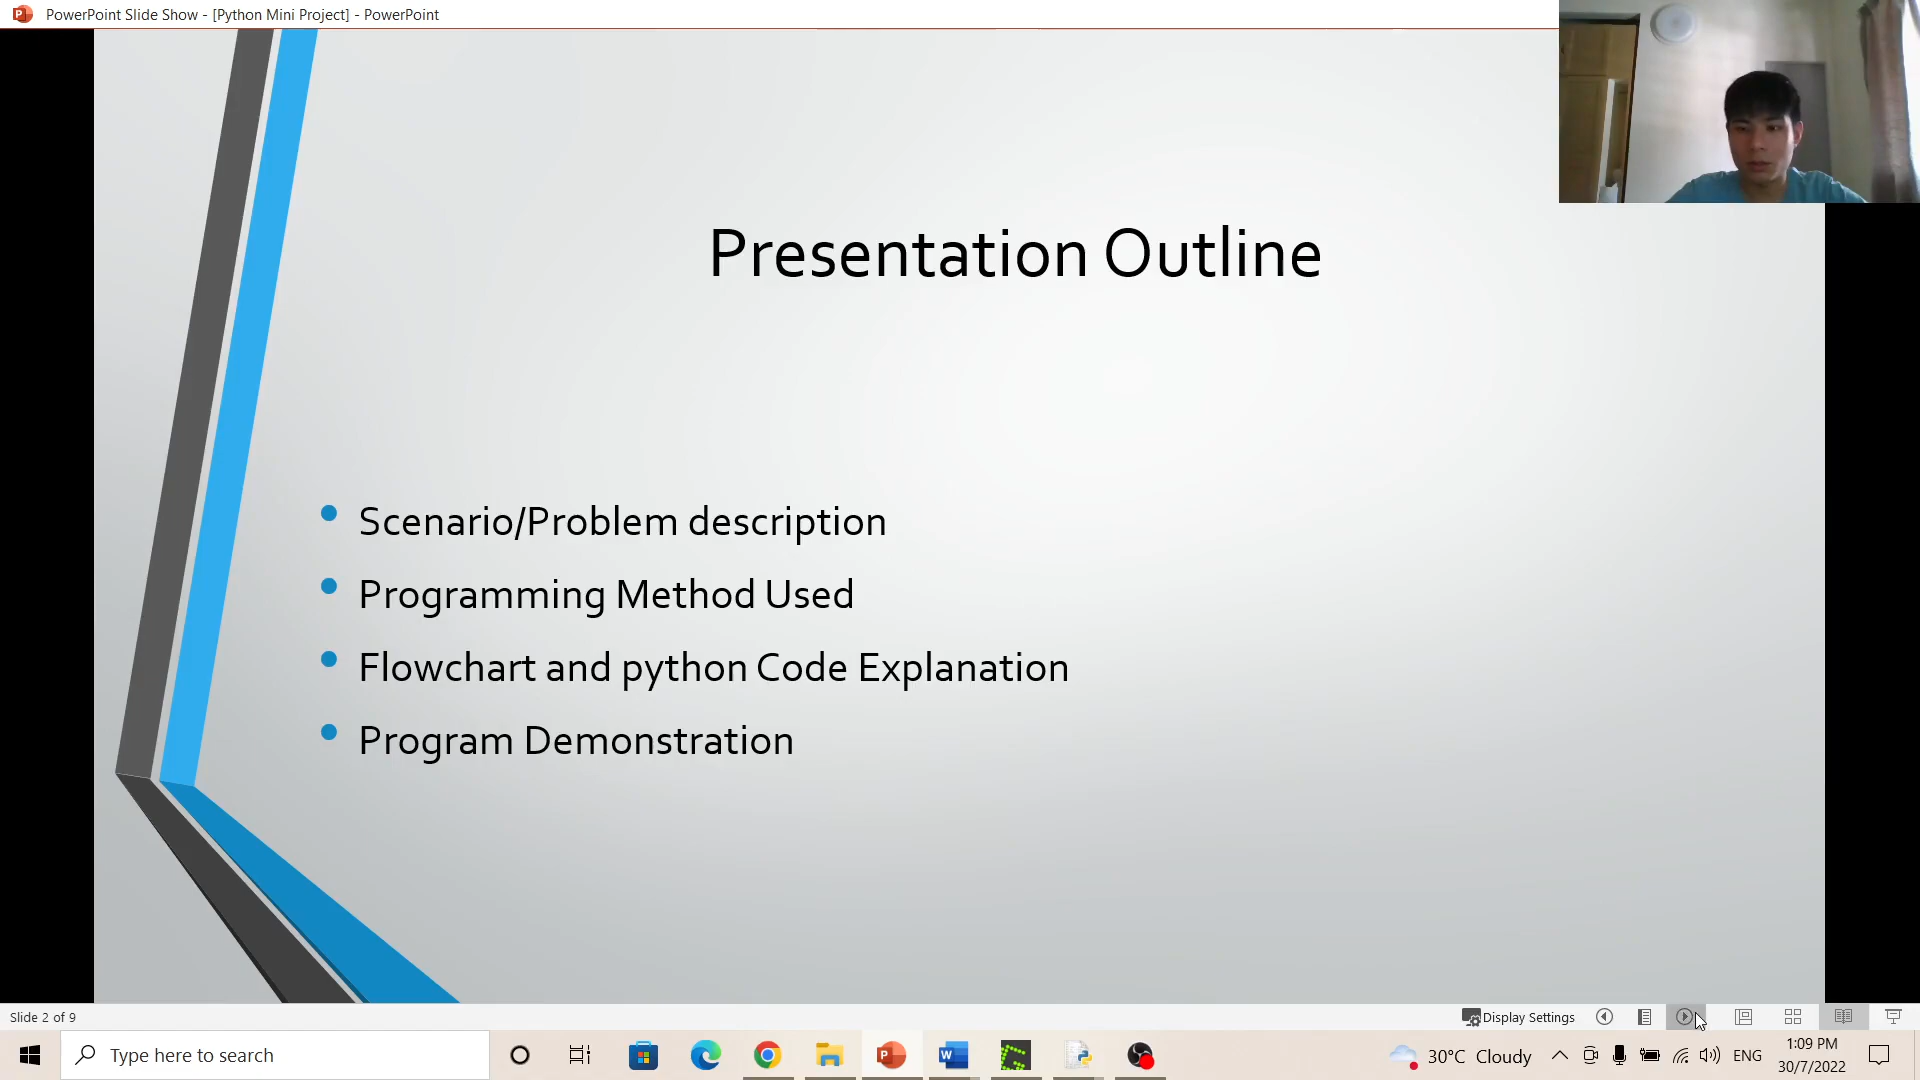 PowerPoint Slide Show - [Python Mini Project] - PowerPoint
Presentation Outline
Scenario/Problem description
Programming Method Used
Flowchart and python Code Explanation
Program Demonstration
Slide 2 of 9
Display Settings
Type here to search
30°C Cloudy
ENG
1:09 PM
30/7/2022